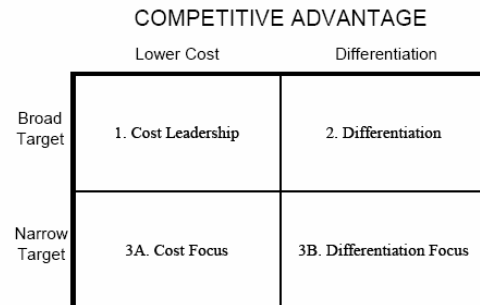 COMPETITIVE ADVANTAGE
Lower Cost
Differentiation
Broad
Target
1. Cost Leadership
2. Differentiation
Narrow
Target
3A. Cost Focus
3B. Differentiation Focus